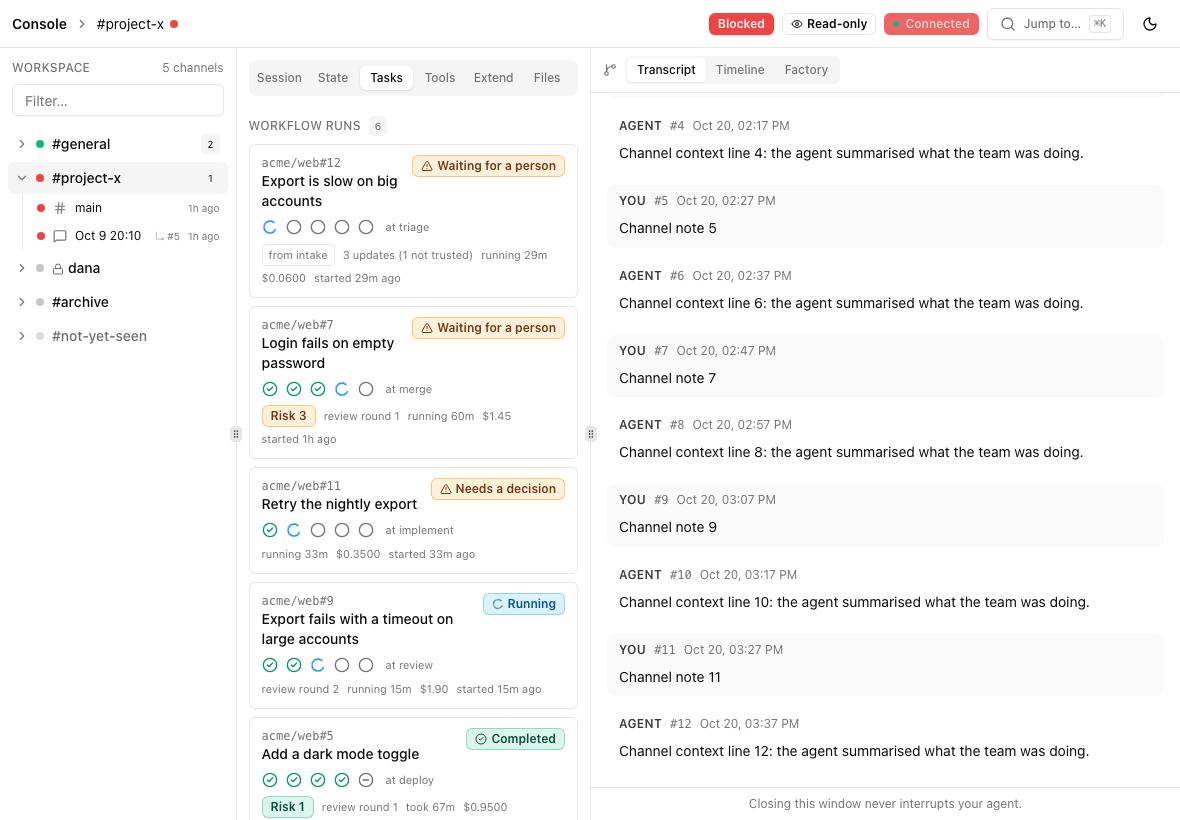 Console > #project-x
Blocked
Read-only
Connected
Jump to...
⌘K
WORKSPACE
5 channels
Filter...
#general
2
#project-x
1
main
1h ago
Oct 9 20:10
#5
1h ago
dana
#archive
#not-yet-seen
Session
State
Tasks
Tools
Extend
Files
WORKFLOW RUNS 6
acme/web#12
Waiting for a person
Export is slow on big
accounts
at triage
from intake 3 updates (1 not trusted) running 29m
$0.0600 started 29m ago
acme/web#7
Waiting for a person
Login fails on empty
password
at merge
Risk 3 review round 1 running 60m $1.45
started 1h ago
acme/web#11
Needs a decision
Retry the nightly export
at implement
running 33m $0.3500 started 33m ago
acme/web#9
Running
Export fails with a timeout on
large accounts
at review
review round 2 running 15m $1.90 started 15m ago
acme/web#5
Completed
Add a dark mode toggle
at deploy
Risk 1 review round 1 took 67m $0.9500
Transcript
Timeline
Factory
AGENT #4 Oct 20, 02:17 PM
Channel context line 4: the agent summarised what the team was doing.
YOU #5 Oct 20, 02:27 PM
Channel note 5
AGENT #6 Oct 20, 02:37 PM
Channel context line 6: the agent summarised what the team was doing.
YOU #7 Oct 20, 02:47 PM
Channel note 7
AGENT #8 Oct 20, 02:57 PM
Channel context line 8: the agent summarised what the team was doing.
YOU #9 Oct 20, 03:07 PM
Channel note 9
AGENT #10 Oct 20, 03:17 PM
Channel context line 10: the agent summarised what the team was doing.
YOU #11 Oct 20, 03:27 PM
Channel note 11
AGENT #12 Oct 20, 03:37 PM
Channel context line 12: the agent summarised what the team was doing.
Closing this window never interrupts your agent.